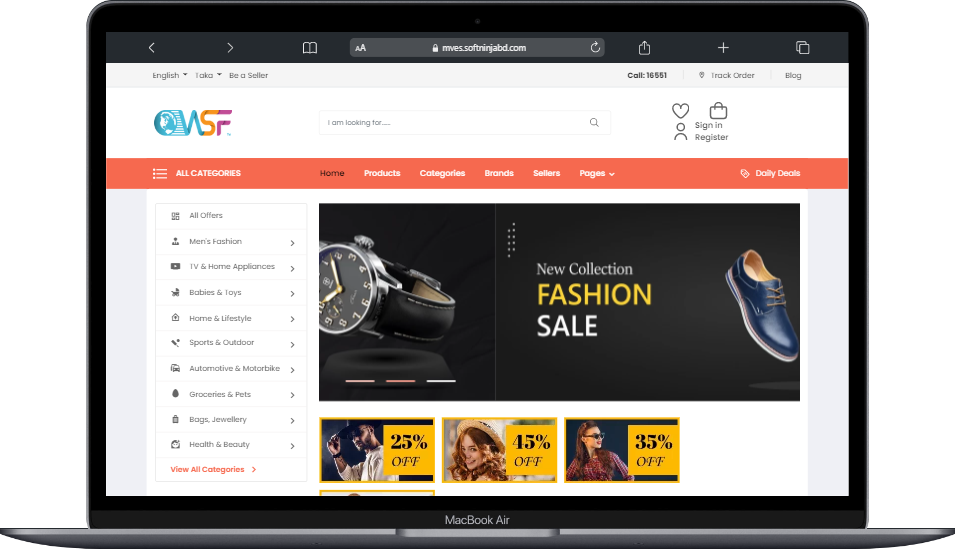 AA mves.softninjabd.com
English Taka Be a Seller Call: 16551 Track Order Blog
WSF
I am looking for.....
Sign in
Register
ALL CATEGORIES Home Products Categories Brands Sellers Pages Daily Deals
All Offers
Men's Fashion
TV & Home Appliances
Babies & Toys
Home & Lifestyle
Sports & Outdoor
Automotive & Motorbike
Groceries & Pets
Bags, Jewellery
Health & Beauty
View All Categories
New Collection
FASHION
SALE
25%
OFF
45%
OFF
35%
OFF
MacBook Air